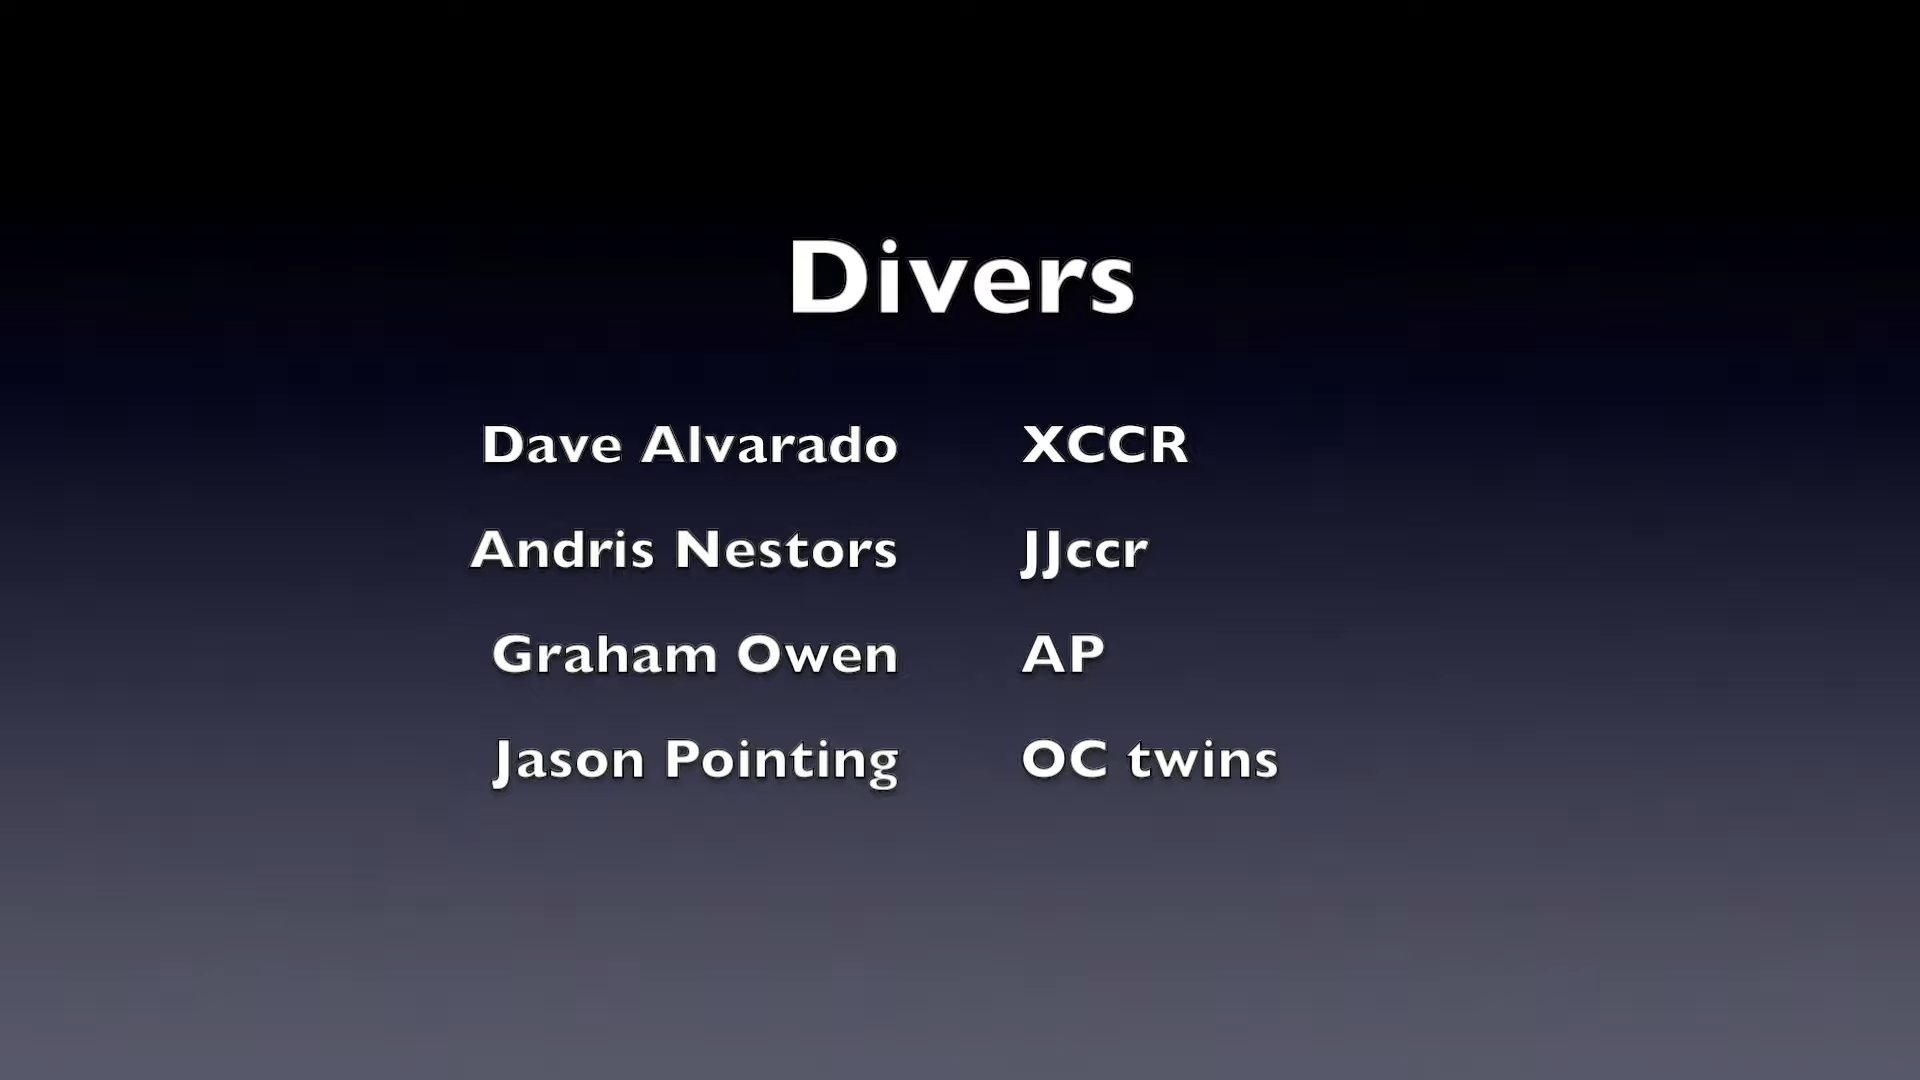 Divers
Dave Alvarado XCCR
Andris Nestors JJccr
Graham Owen AP
Jason Pointing OC twins